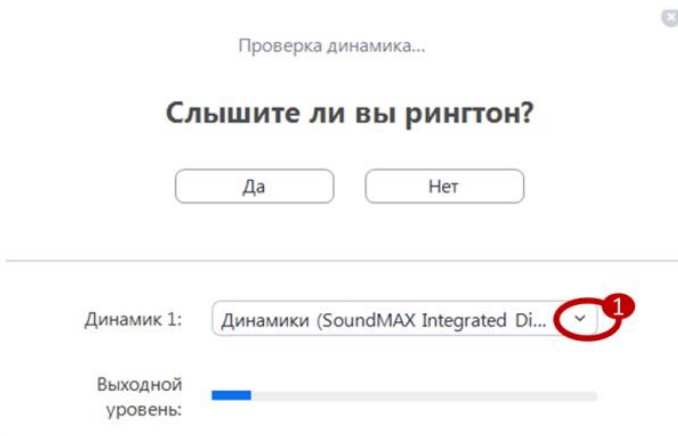 Проверка динамика...
Слышите ли вы рингтон?
Да
Нет
Динамик 1:
Динамики (SoundMAX Integrated Di...
1
Выходной
уровень: